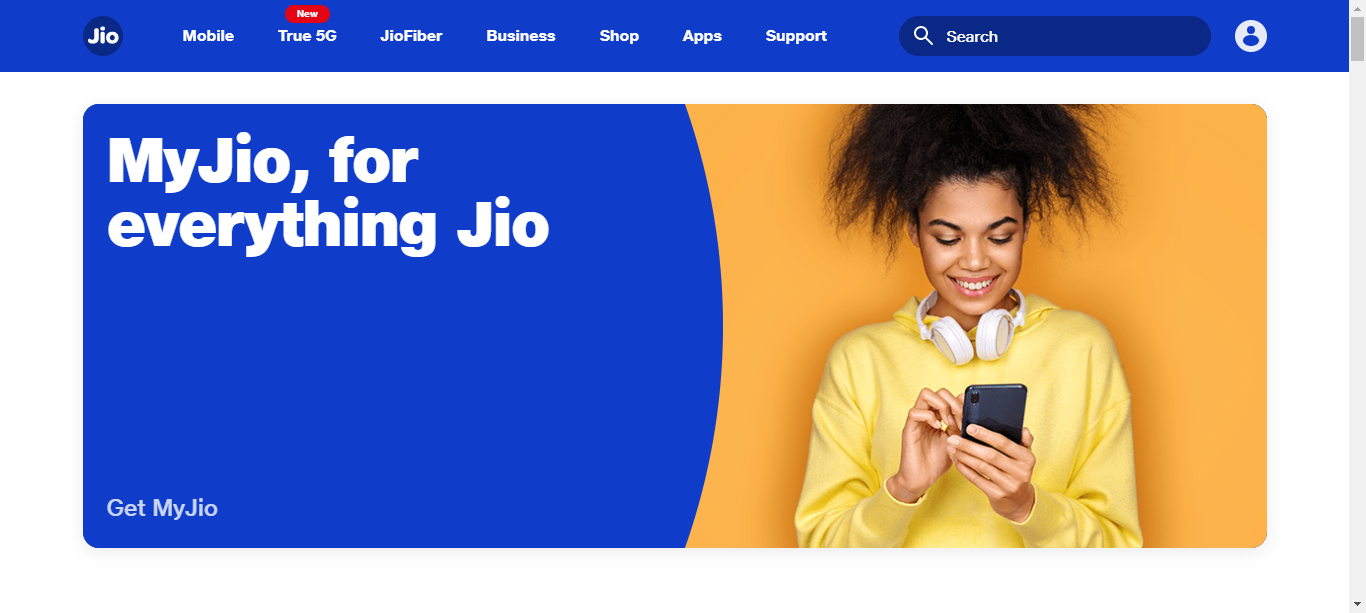 New
Jio Mobile True 5G JioFiber Business Shop Apps Support Search
MyJio, for
everything Jio
Get MyJio